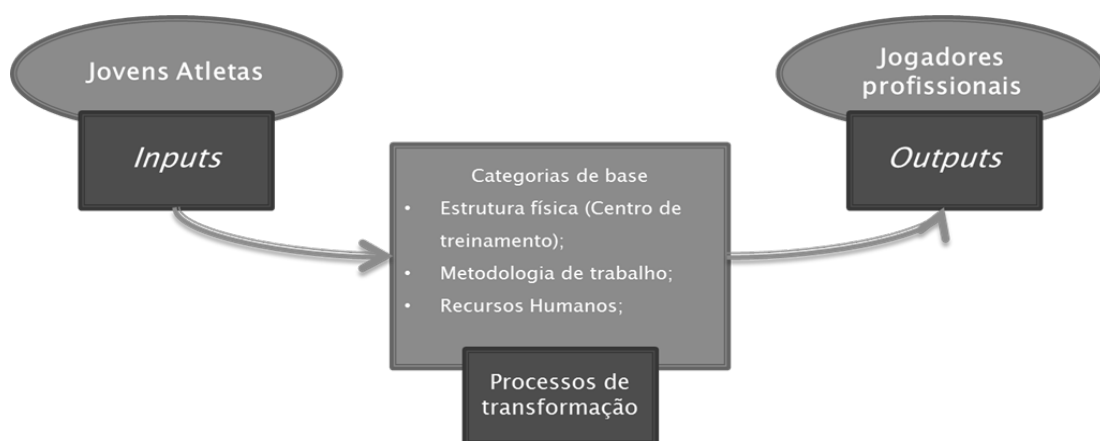 Jovens Atletas
Inputs
Categorias de base
• Estrutura física (Centro de
treinamento);
• Metodologia de trabalho;
• Recursos Humanos;
Processos de
transformação
Jogadores
profissionais
Outputs